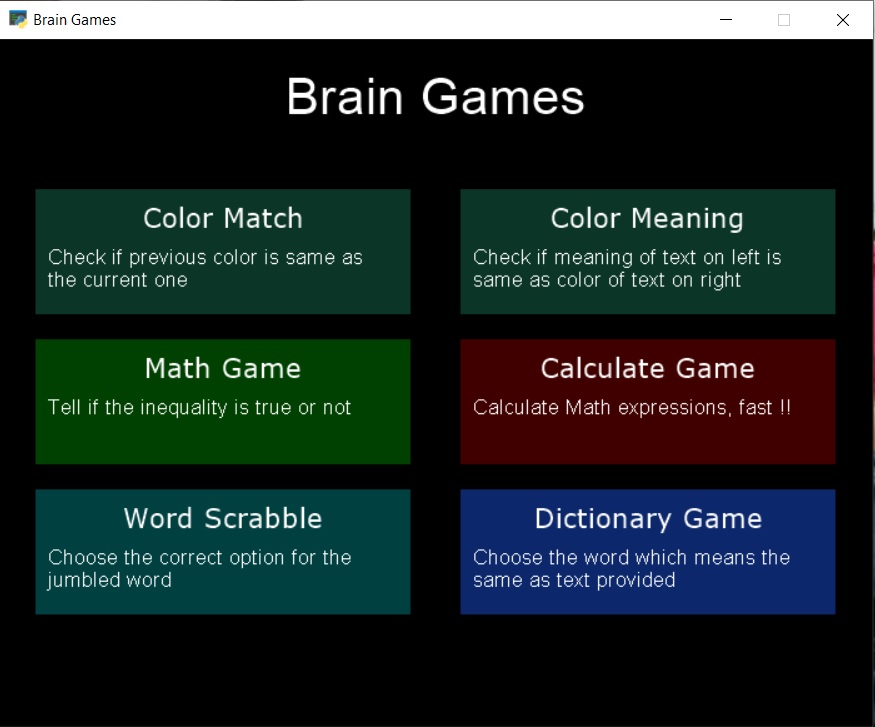 Brain Games
Brain Games
Color Match
Check if previous color is same as
the current one
Color Meaning
Check if meaning of text on left is
same as color of text on right
Math Game
Tell if the inequality is true or not
Calculate Game
Calculate Math expressions, fast !!
Word Scrabble
Choose the correct option for the
jumbled word
Dictionary Game
Choose the word which means the
same as text provided